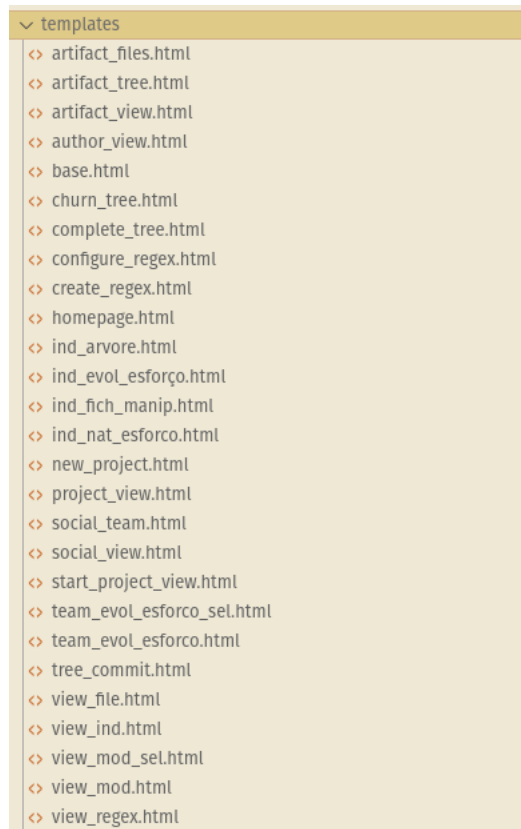 templates
artifact_files.html
artifact_tree.html
artifact_view.html
author_view.html
base.html
churn_tree.html
complete_tree.html
configure_regex.html
create_regex.html
homepage.html
ind_arvore.html
ind_evol_esforço.html
ind_fich_manip.html
ind_nat_esforco.html
new_project.html
project_view.html
social_team.html
social_view.html
start_project_view.html
team_evol_esforco_sel.html
team_evol_esforco.html
tree_commit.html
view_file.html
view_ind.html
view_mod_sel.html
view_mod.html
view_regex.html